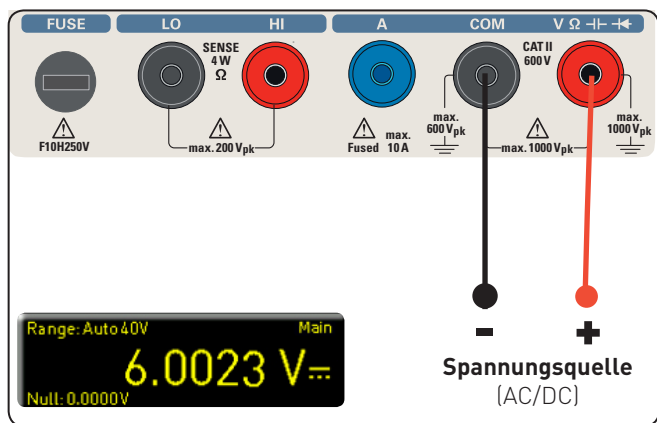 FUSE LO HI A COM V Ω ⊣⊢ ➔⊢
SENSE
4 W
Ω
CAT II
600 V
F10H250V
max. 200 Vpk
Fused max. 10 A
max.
600 Vpk
max. 1000 Vpk
max.
1000 Vpk
Range: Auto 40V Main
6.0023 V⎓
Null: 0.0000V
- +
Spannungsquelle
(AC/DC)